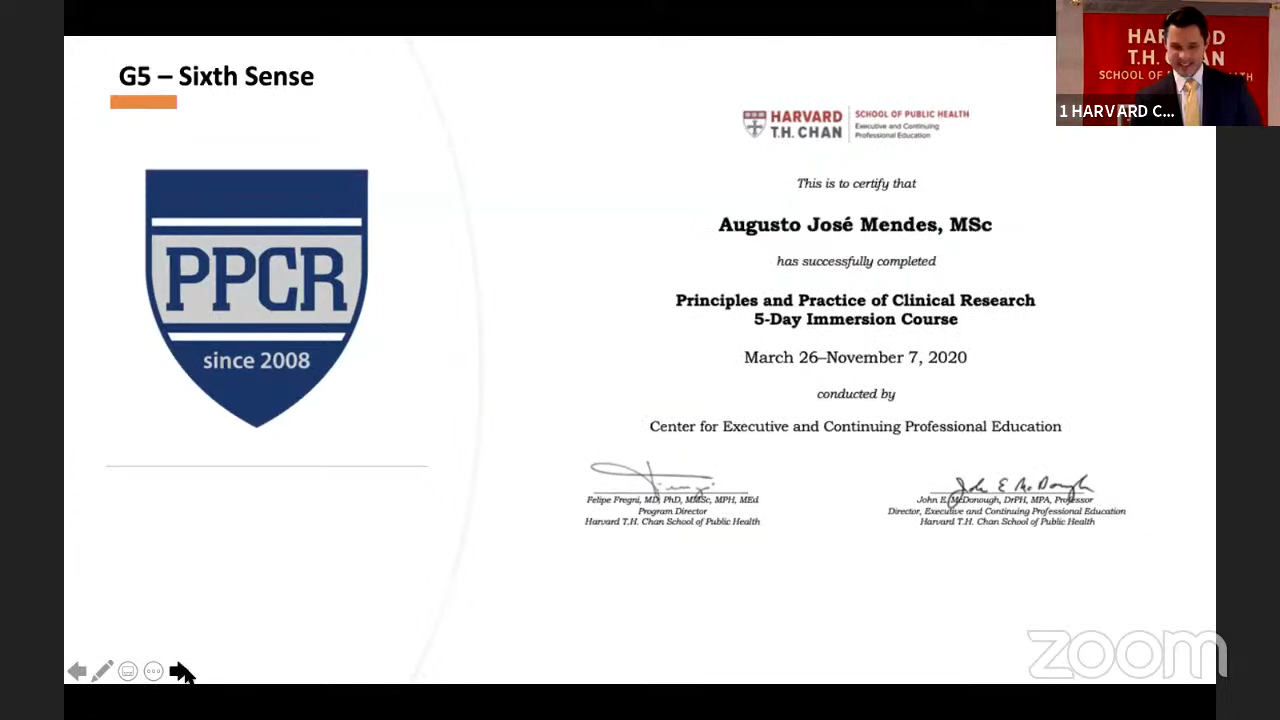 G5 – Sixth Sense
PPCR
since 2008
HARVARD
T.H. CHAN
SCHOOL OF PUBLIC HEALTH
Executive and Continuing
Professional Education
This is to certify that
Augusto José Mendes, MSc
has successfully completed
Principles and Practice of Clinical Research
5-Day Immersion Course
March 26–November 7, 2020
conducted by
Center for Executive and Continuing Professional Education
Felipe Fregni, MD, PhD, MMSc, MPH, MEd
Program Director
Harvard T.H. Chan School of Public Health
John E. McDonough
John E. McDonough, DrPH, MPA, Professor
Director, Executive and Continuing Professional Education
Harvard T.H. Chan School of Public Health
T.H.
SCHOOL OF
1 HARVARD C...
zoom